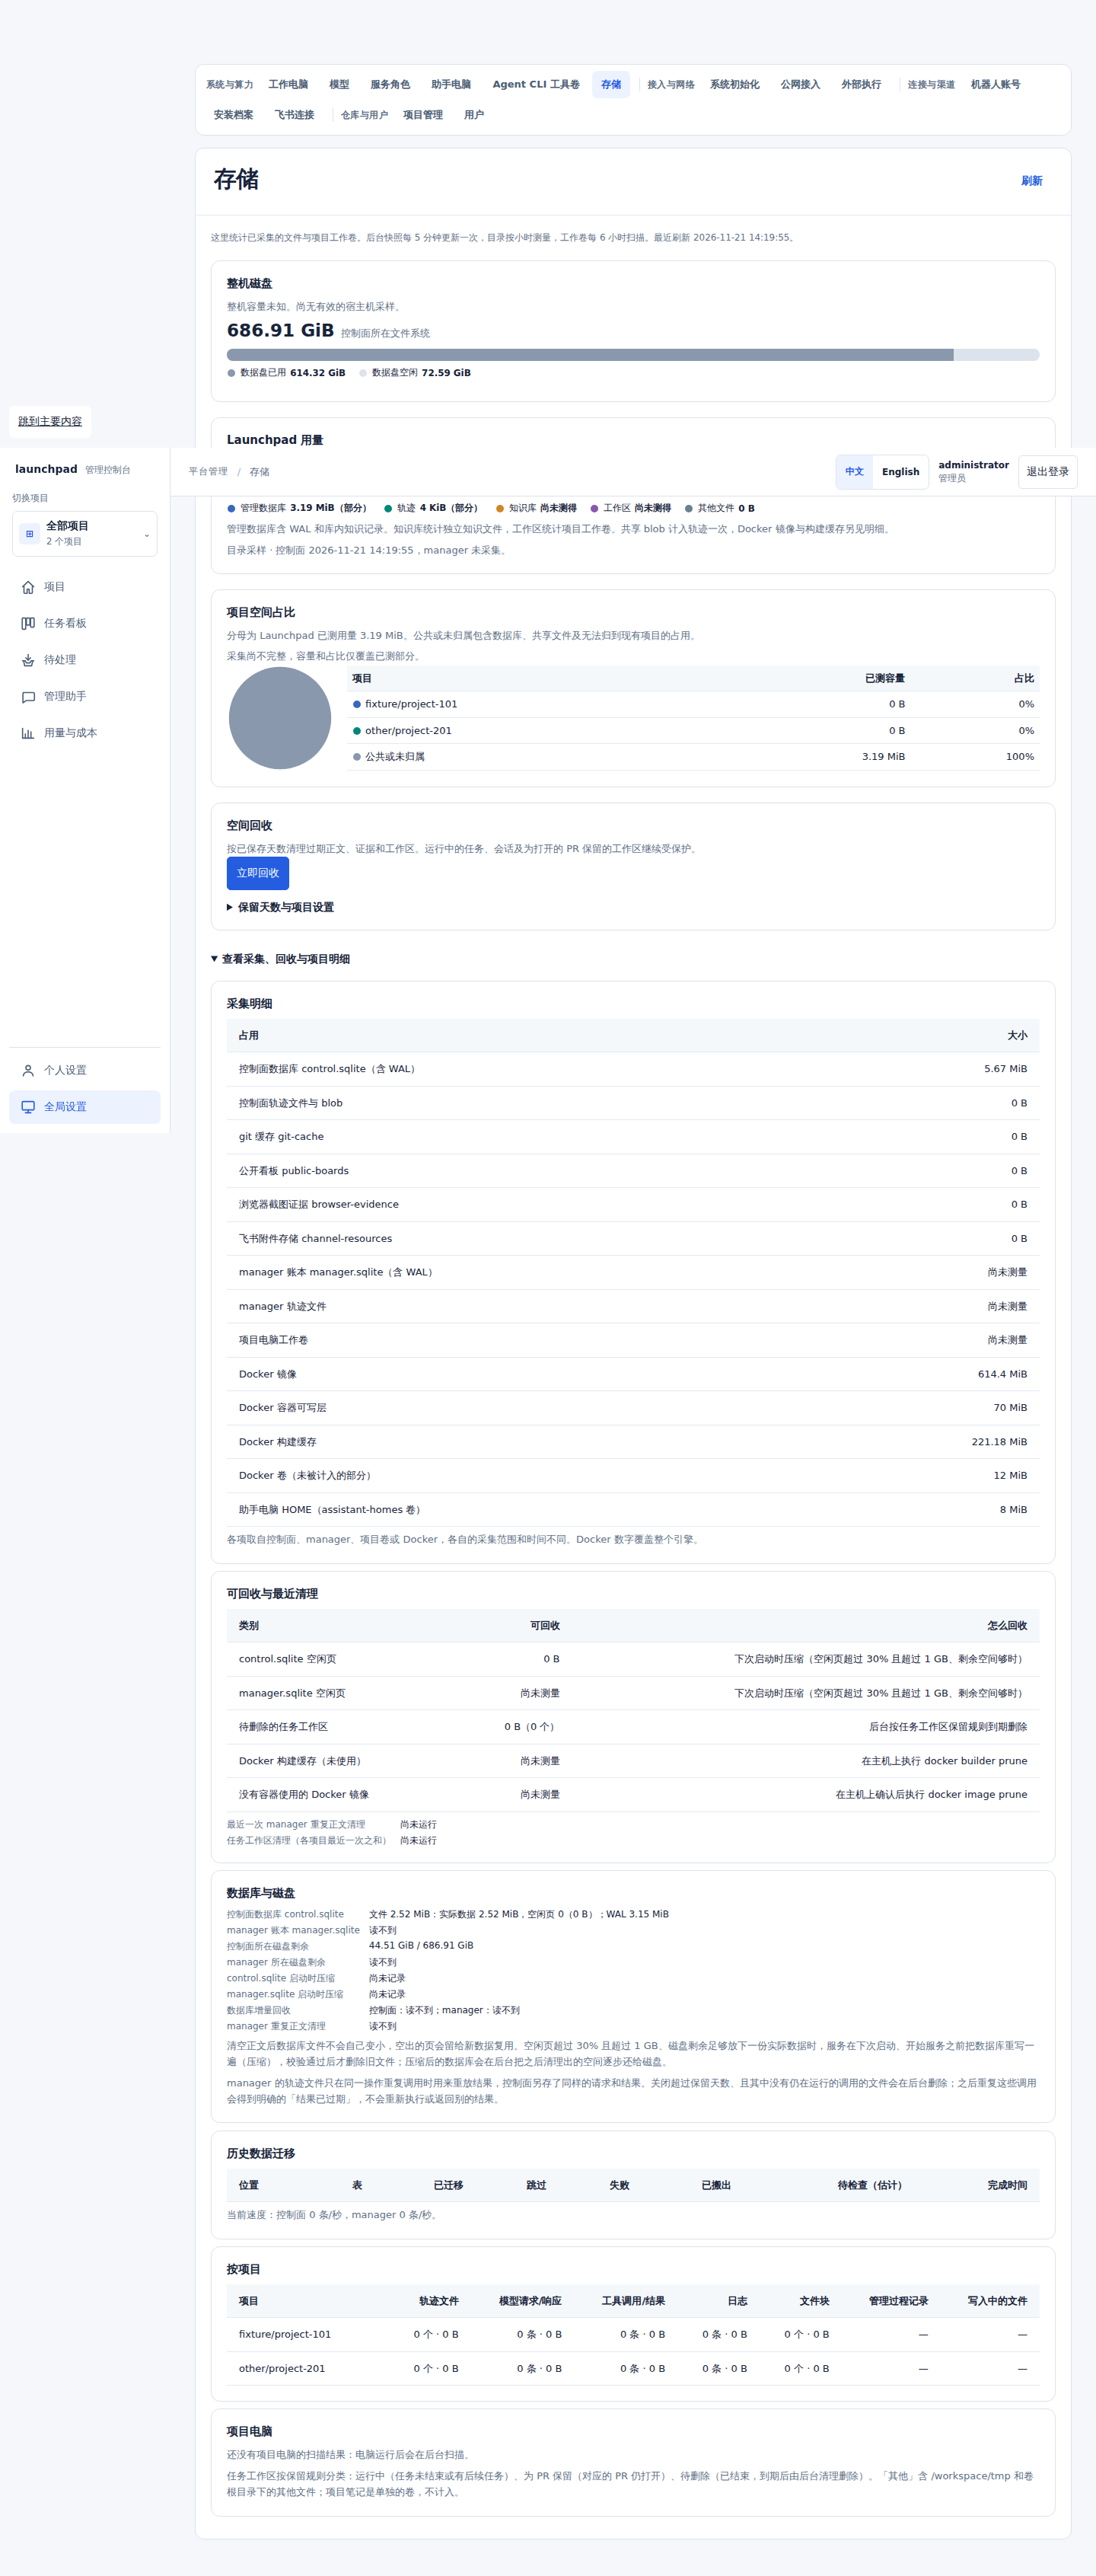 系统与算力 工作电脑 模型 服务角色 助手电脑 Agent CLI 工具卷 存储 接入与网络 系统初始化 公网接入 外部执行 连接与渠道 机器人账号
安装档案 飞书连接 仓库与用户 项目管理 用户
存储
刷新
这里统计已采集的文件与项目工作卷。后台快照每 5 分钟更新一次，目录按小时测量，工作卷每 6 小时扫描。最近刷新 2026-11-21 14:19:55。
整机磁盘
整机容量未知。尚无有效的宿主机采样。
686.91 GiB 控制面所在文件系统
数据盘已用 614.32 GiB 数据盘空闲 72.59 GiB
跳到主要内容
Launchpad 用量
launchpad 管理控制台
平台管理 / 存储
中文 English
administrator
管理员
退出登录
切换项目
全部项目
2 个项目
项目
任务看板
待处理
管理助手
用量与成本
个人设置
全局设置
管理数据库 3.19 MiB（部分） 轨迹 4 KiB（部分） 知识库 尚未测得 工作区 尚未测得 其他文件 0 B
管理数据库含 WAL 和库内知识记录。知识库统计独立知识文件，工作区统计项目工作卷。共享 blob 计入轨迹一次，Docker 镜像与构建缓存另见明细。
目录采样 · 控制面 2026-11-21 14:19:55，manager 未采集。
项目空间占比
分母为 Launchpad 已测用量 3.19 MiB。公共或未归属包含数据库、共享文件及无法归到现有项目的占用。
采集尚不完整，容量和占比仅覆盖已测部分。
项目 已测容量 占比
fixture/project-101 0 B 0%
other/project-201 0 B 0%
公共或未归属 3.19 MiB 100%
空间回收
按已保存天数清理过期正文、证据和工作区。运行中的任务、会话及为打开的 PR 保留的工作区继续受保护。
立即回收
保留天数与项目设置
查看采集、回收与项目明细
采集明细
占用 大小
控制面数据库 control.sqlite（含 WAL） 5.67 MiB
控制面轨迹文件与 blob 0 B
git 缓存 git-cache 0 B
公开看板 public-boards 0 B
浏览器截图证据 browser-evidence 0 B
飞书附件存储 channel-resources 0 B
manager 账本 manager.sqlite（含 WAL） 尚未测量
manager 轨迹文件 尚未测量
项目电脑工作卷 尚未测量
Docker 镜像 614.4 MiB
Docker 容器可写层 70 MiB
Docker 构建缓存 221.18 MiB
Docker 卷（未被计入的部分） 12 MiB
助手电脑 HOME（assistant-homes 卷） 8 MiB
各项取自控制面、manager、项目卷或 Docker，各自的采集范围和时间不同。Docker 数字覆盖整个引擎。
可回收与最近清理
类别 可回收 怎么回收
control.sqlite 空闲页 0 B 下次启动时压缩（空闲页超过 30% 且超过 1 GB、剩余空间够时）
manager.sqlite 空闲页 尚未测量 下次启动时压缩（空闲页超过 30% 且超过 1 GB、剩余空间够时）
待删除的任务工作区 0 B（0 个） 后台按任务工作区保留规则到期删除
Docker 构建缓存（未使用） 尚未测量 在主机上执行 docker builder prune
没有容器使用的 Docker 镜像 尚未测量 在主机上确认后执行 docker image prune
最近一次 manager 重复正文清理 尚未运行
任务工作区清理（各项目最近一次之和） 尚未运行
数据库与磁盘
控制面数据库 control.sqlite 文件 2.52 MiB：实际数据 2.52 MiB，空闲页 0（0 B）；WAL 3.15 MiB
manager 账本 manager.sqlite 读不到
控制面所在磁盘剩余 44.51 GiB / 686.91 GiB
manager 所在磁盘剩余 读不到
control.sqlite 启动时压缩 尚未记录
manager.sqlite 启动时压缩 尚未记录
数据库增量回收 控制面：读不到；manager：读不到
manager 重复正文清理 读不到
清空正文后数据库文件不会自己变小，空出的页会留给新数据复用。空闲页超过 30% 且超过 1 GB、磁盘剩余足够放下一份实际数据时，服务在下次启动、开始服务之前把数据库重写一
遍（压缩），校验通过后才删除旧文件；压缩后的数据库会在后台把之后清理出的空间逐步还给磁盘。
manager 的轨迹文件只在同一操作重复调用时用来重放结果，控制面另存了同样的请求和结果。关闭超过保留天数、且其中没有仍在运行的调用的文件会在后台删除；之后重复这些调用
会得到明确的「结果已过期」，不会重新执行或返回别的结果。
历史数据迁移
位置 表 已迁移 跳过 失败 已搬出 待检查（估计） 完成时间
当前速度：控制面 0 条/秒，manager 0 条/秒。
按项目
项目 轨迹文件 模型请求/响应 工具调用/结果 日志 文件块 管理过程记录 写入中的文件
fixture/project-101 0 个 · 0 B 0 条 · 0 B 0 条 · 0 B 0 条 · 0 B 0 个 · 0 B — —
other/project-201 0 个 · 0 B 0 条 · 0 B 0 条 · 0 B 0 条 · 0 B 0 个 · 0 B — —
项目电脑
还没有项目电脑的扫描结果：电脑运行后会在后台扫描。
任务工作区按保留规则分类：运行中（任务未结束或有后续任务）、为 PR 保留（对应的 PR 仍打开）、待删除（已结束，到期后由后台清理删除）。「其他」含 /workspace/tmp 和卷
根目录下的其他文件；项目笔记是单独的卷，不计入。